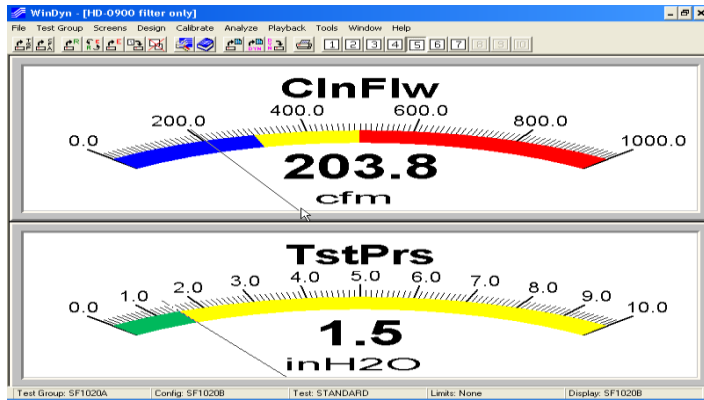 WinDyn - [HD-0900 filter only]
File Test Group Screens Design Calibrate Analyze Playback Tools Window Help
1 2 3 4 5 6 7 8 9 10
ClnFlw
0.0 200.0 400.0 600.0 800.0 1000.0
203.8
cfm
TstPrs
0.0 1.0 2.0 3.0 4.0 5.0 6.0 7.0 8.0 9.0 10.0
1.5
inH2O
Test Group: SF1020A Config: SF1020B Test: STANDARD Limits: None Display: SF1020B